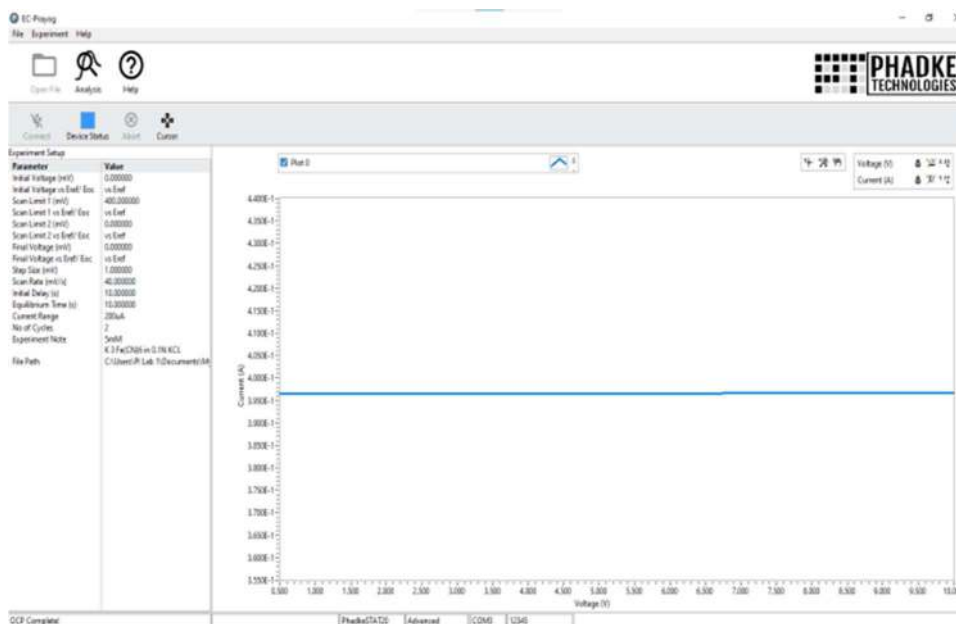 EC-Prayog
File Experiment Help
Open File Analysis Help
PHADKE
TECHNOLOGIES
Connect Device Status Abort Cursor
Experiment Setup
Parameter Value
Initial Voltage (mV) 0.000000
Initial Voltage vs Eref/ Eoc vs Eref
Scan Limit 1 (mV) 400.000000
Scan Limit 1 vs Eref/ Eoc vs Eref
Scan Limit 2 (mV) 0.000000
Scan Limit 2 vs Eref/ Eoc vs Eref
Final Voltage (mV) 0.000000
Final Voltage vs Eref/ Eoc vs Eref
Step Size (mV) 1.000000
Scan Rate (mV/s) 40.000000
Initial Delay (s) 10.000000
Equilibrium Time (s) 10.000000
Current Range 200uA
No of Cycles 2
Experiment Note 5mM
K 3 Fe(CN)6 in 0.1N KCL
File Path C:\Users\Pl Lab 1\Documents\M
Plot 0
Voltage (V)
Current (A)
4.400E-1
4.350E-1
4.300E-1
4.250E-1
4.200E-1
4.150E-1
4.100E-1
4.050E-1
4.000E-1
3.950E-1
3.900E-1
3.850E-1
3.800E-1
3.750E-1
3.700E-1
3.650E-1
3.600E-1
3.550E-1
Current (A)
0.500 1.000 1.500 2.000 2.500 3.000 3.500 4.000 4.500 5.000 5.500 6.000 6.500 7.000 7.500 8.000 8.500 9.000 9.500 10.0
Voltage (V)
OCP Complete! PhadkeSTAT20 Advanced COM3 12345